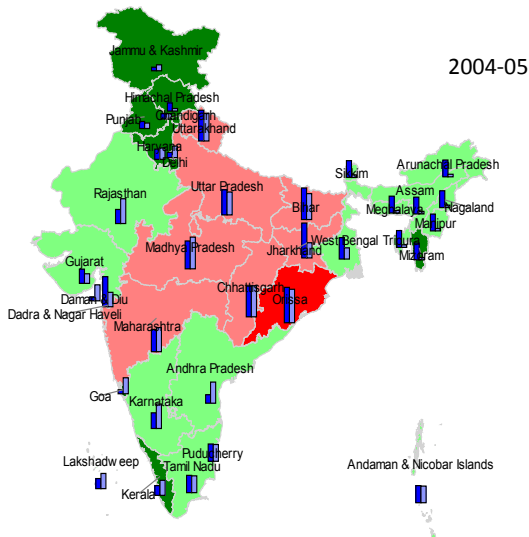 Jammu & Kashmir
2004-05
Himachal Pradesh
Chandigarh
Punjab
Uttarakhand
Haryana
Delhi
Sikkim
Arunachal Pradesh
Rajasthan
Uttar Pradesh
Bihar
Assam
Meghalaya
Nagaland
Manipur
Madhya Pradesh
Jharkhand
West Bengal
Tripura
Mizoram
Gujarat
Chhattisgarh
Orissa
Daman & Diu
Dadra & Nagar Haveli
Maharashtra
Andhra Pradesh
Goa
Karnataka
Puducherry
Lakshadweep
Tamil Nadu
Andaman & Nicobar Islands
Kerala